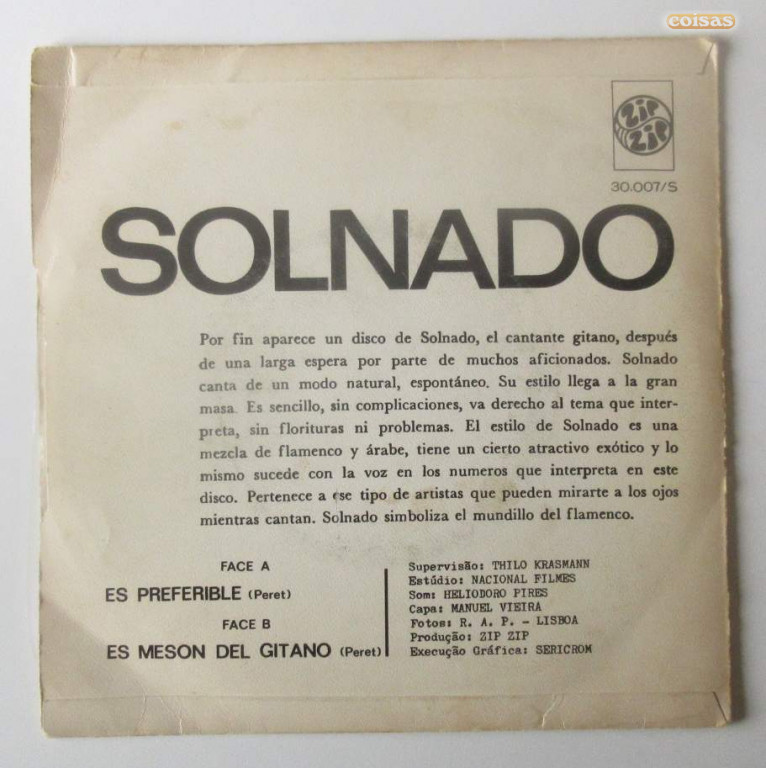 coisas
ZIP
ZIP
30.007/S
SOLNADO
Por fin aparece un disco de Solnado, el cantante gitano, después
de una larga espera por parte de muchos aficionados. Solnado
canta de un modo natural, espontáneo. Su estilo llega a la gran
masa. Es sencillo, sin complicaciones, va derecho al tema que inter-
preta, sin florituras ni problemas. El estilo de Solnado es una
mezcla de flamenco y árabe, tiene un cierto atractivo exótico y lo
mismo sucede con la voz en los numeros que interpreta en este
disco. Pertenece a ese tipo de artistas que pueden mirarte a los ojos
mientras cantan. Solnado simboliza el mundillo del flamenco.
FACE A
ES PREFERIBLE (Peret)
FACE B
ES MESON DEL GITANO (Peret)
Supervisão: THILO KRASMANN
Estúdio: NACIONAL FILMES
Som: HELIODORO PIRES
Capa: MANUEL VIEIRA
Fotos: R. A. P. - LISBOA
Produção: ZIP ZIP
Execução Gráfica: SERICROM